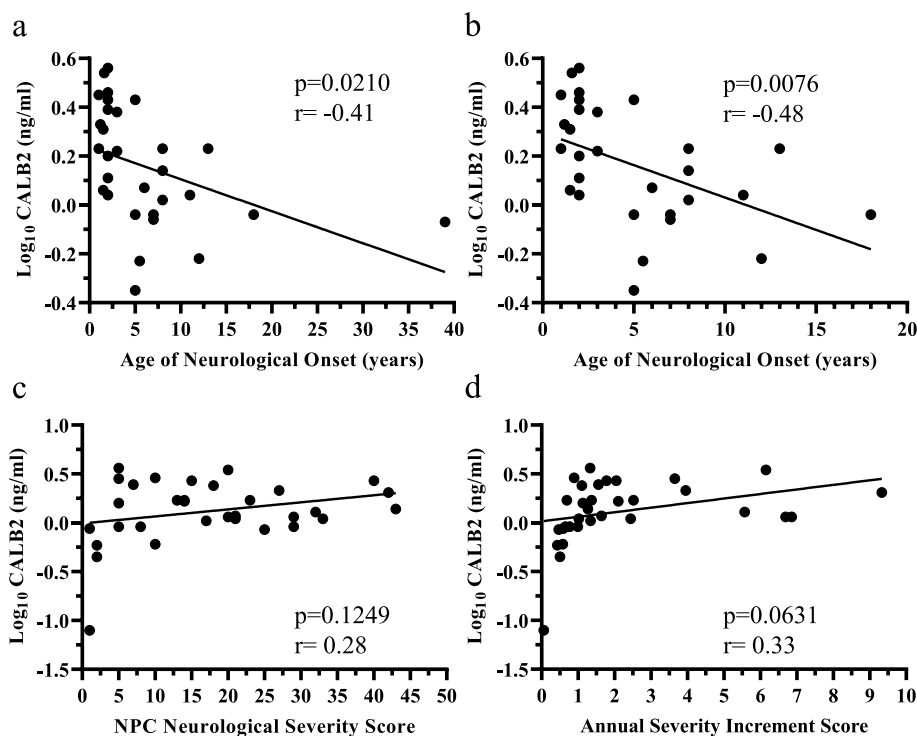 a
b
0.6
0.4
0.2
0.0
-0.2
-0.4
Log10 CALB2 (ng/ml)
p=0.0210
r= -0.41
0 5 10 15 20 25 30 35 40
Age of Neurological Onset (years)
0.6
0.4
0.2
0.0
-0.2
-0.4
Log10 CALB2 (ng/ml)
p=0.0076
r= -0.48
0 5 10 15 20
Age of Neurological Onset (years)
c
d
1.0
0.5
0.0
-0.5
-1.0
-1.5
Log10 CALB2 (ng/ml)
p=0.1249
r= 0.28
0 5 10 15 20 25 30 35 40 45 50
NPC Neurological Severity Score
1.0
0.5
0.0
-0.5
-1.0
-1.5
Log10 CALB2 (ng/ml)
p=0.0631
r= 0.33
0 1 2 3 4 5 6 7 8 9 10
Annual Severity Increment Score